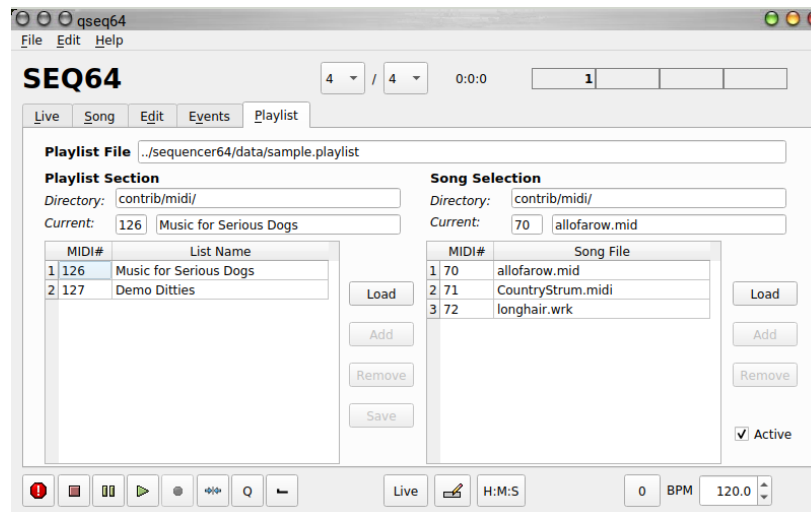 qseq64
File Edit Help
SEQ64 4 / 4 0:0:0 1
Live Song Edit Events Playlist
Playlist File ../sequencer64/data/sample.playlist
Playlist Section
Directory: contrib/midi/
Current: 126 Music for Serious Dogs
MIDI# List Name
1 126 Music for Serious Dogs
2 127 Demo Ditties
Load
Add
Remove
Save
Song Selection
Directory: contrib/midi/
Current: 70 allofarow.mid
MIDI# Song File
1 70 allofarow.mid
2 71 CountryStrum.midi
3 72 longhair.wrk
Load
Add
Remove
Active
Q Live H:M:S 0 BPM 120.0